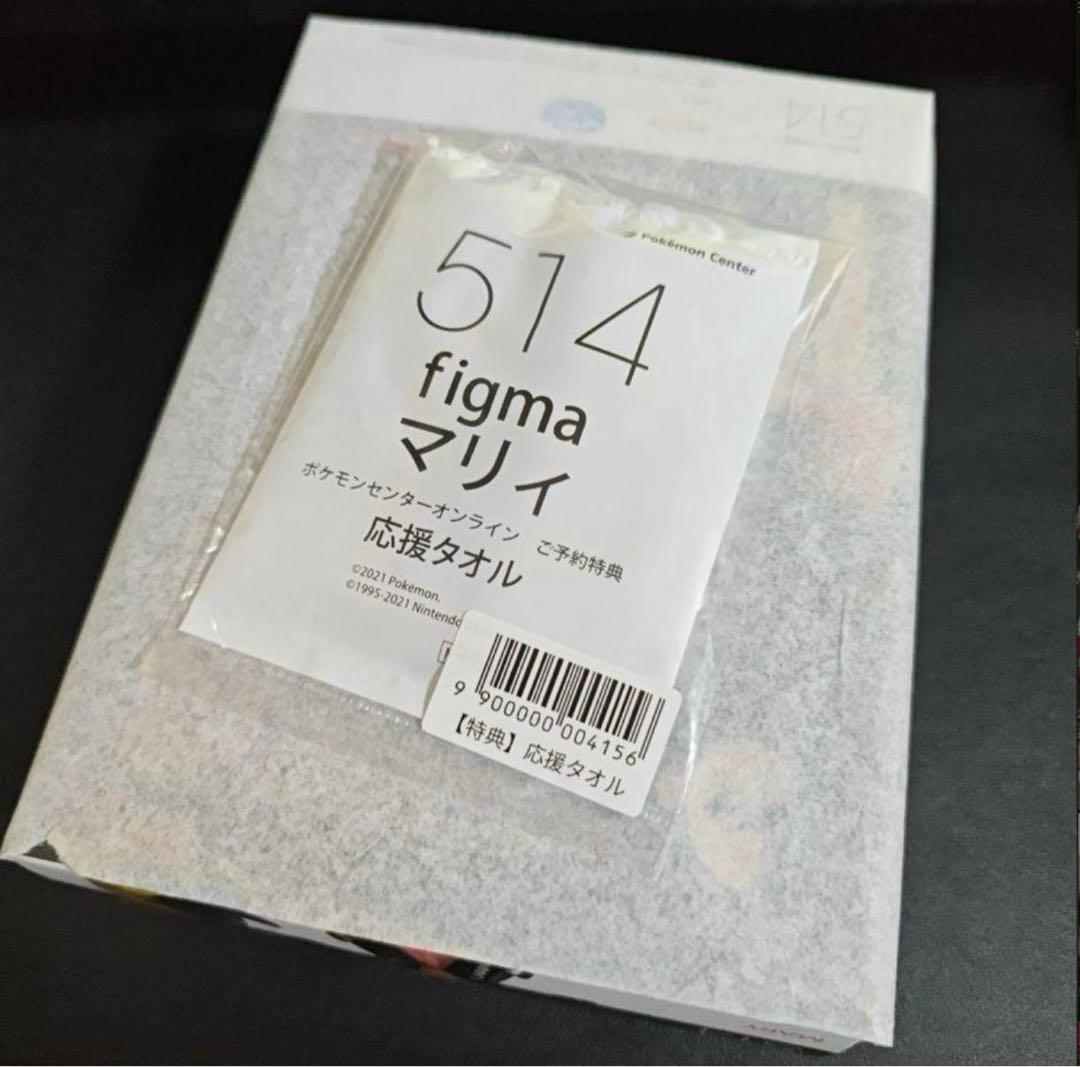 514
Pokémon Center
514
figma
マリィ
ポケモンセンターオンライン ご予約特典
応援タオル
©2021 Pokémon.
©1995-2021 Nintendo
9 900000 004156
【特典】応援タオル